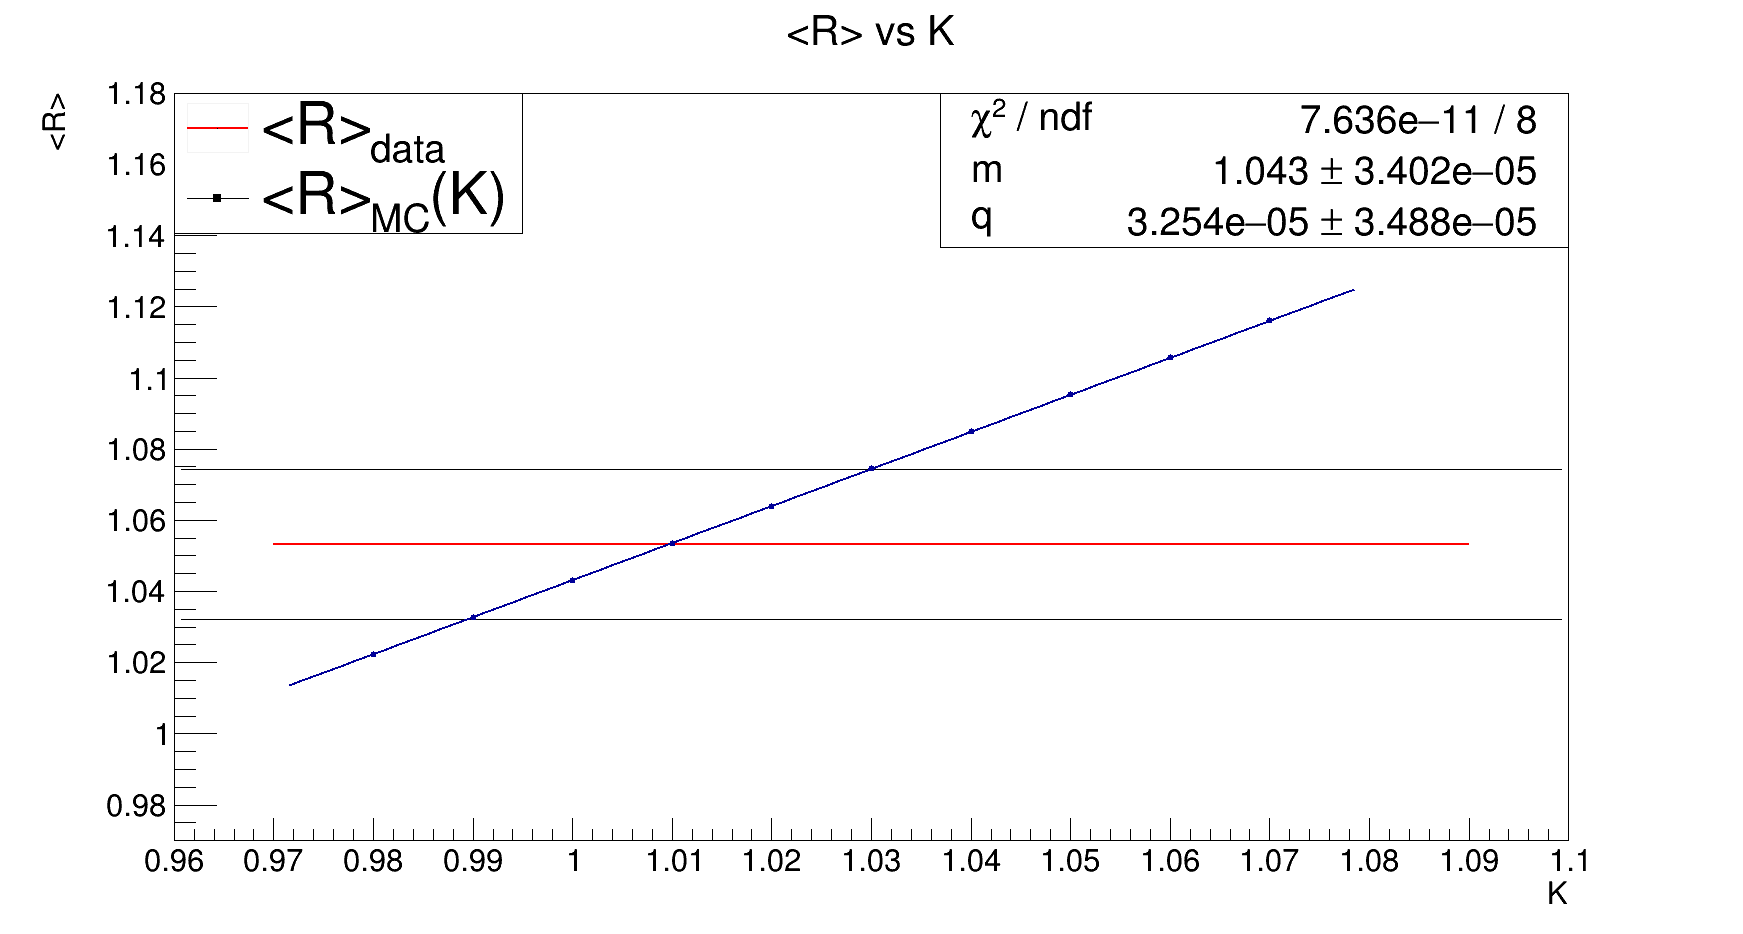 <R> vs K
<R>
<R>data
<R>MC(K)
χ² / ndf 7.636e−11 / 8
m 1.043 ± 3.402e−05
q 3.254e−05 ± 3.488e−05
1.18
1.16
1.14
1.12
1.1
1.08
1.06
1.04
1.02
1
0.98
0.96 0.97 0.98 0.99 1 1.01 1.02 1.03 1.04 1.05 1.06 1.07 1.08 1.09 1.1
K